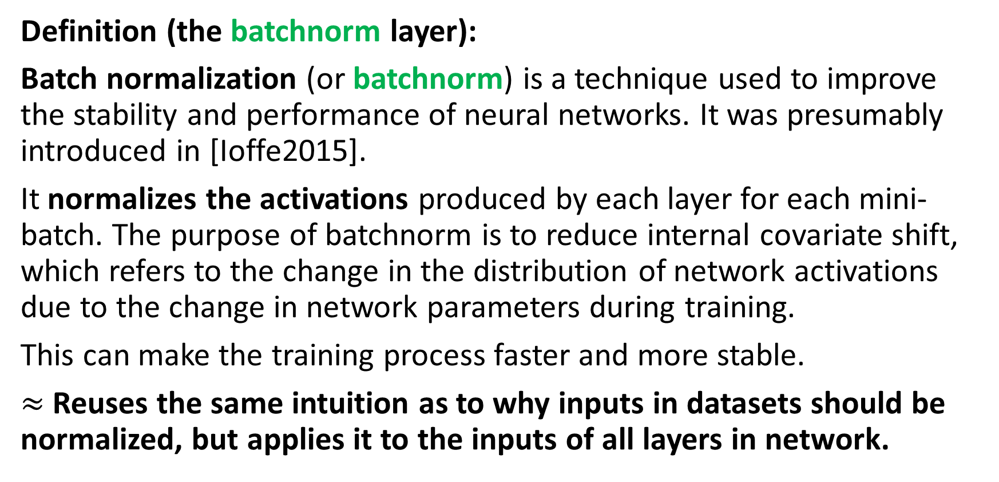 Definition (the batchnorm layer):
Batch normalization (or batchnorm) is a technique used to improve
the stability and performance of neural networks. It was presumably
introduced in [Ioffe2015].
It normalizes the activations produced by each layer for each mini-
batch. The purpose of batchnorm is to reduce internal covariate shift,
which refers to the change in the distribution of network activations
due to the change in network parameters during training.
This can make the training process faster and more stable.
≈ Reuses the same intuition as to why inputs in datasets should be
normalized, but applies it to the inputs of all layers in network.